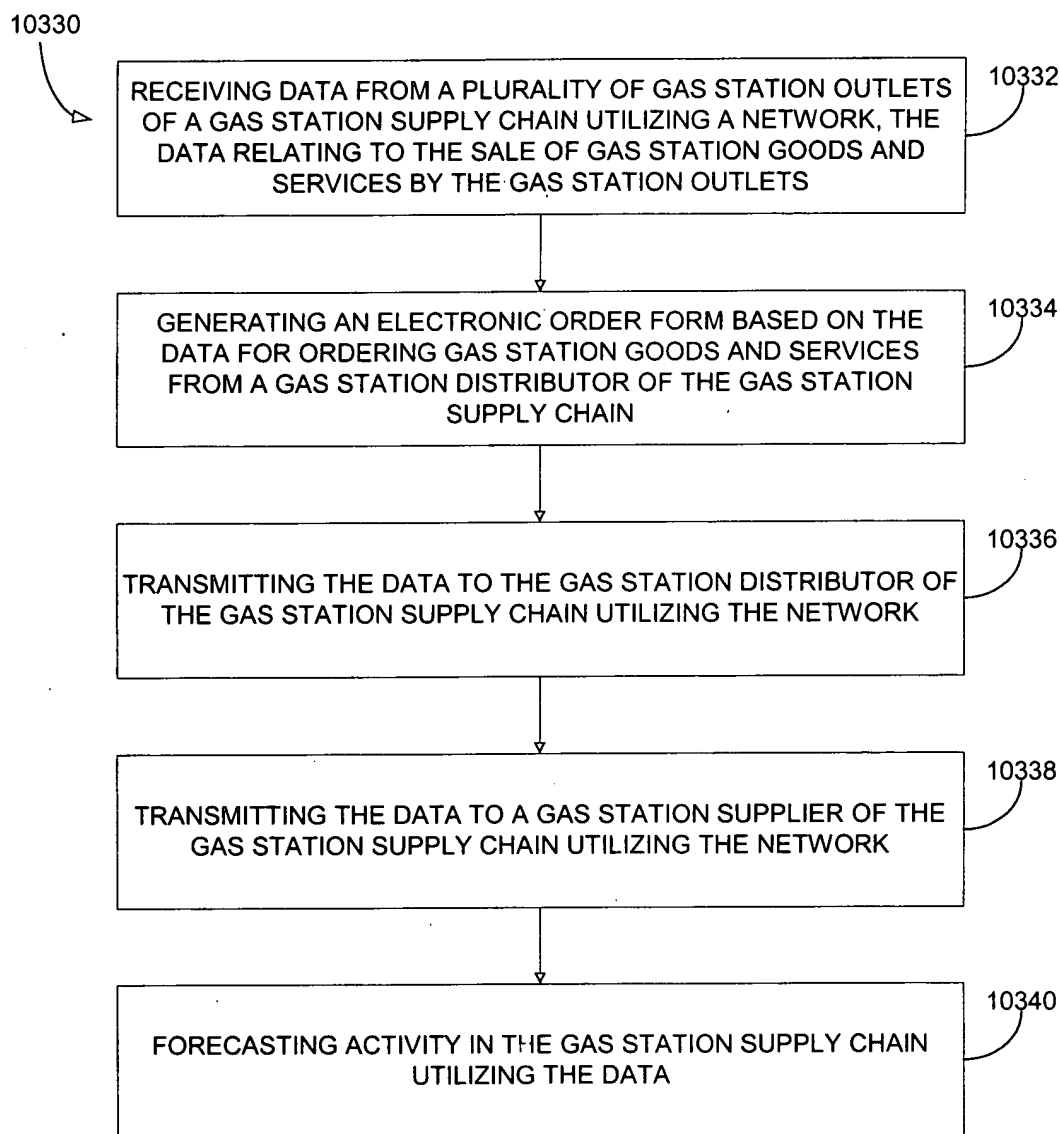 10330
RECEIVING DATA FROM A PLURALITY OF GAS STATION OUTLETS
OF A GAS STATION SUPPLY CHAIN UTILIZING A NETWORK, THE
DATA RELATING TO THE SALE OF GAS STATION GOODS AND
SERVICES BY THE GAS STATION OUTLETS
10332
GENERATING AN ELECTRONIC ORDER FORM BASED ON THE
DATA FOR ORDERING GAS STATION GOODS AND SERVICES
FROM A GAS STATION DISTRIBUTOR OF THE GAS STATION
SUPPLY CHAIN
10334
TRANSMITTING THE DATA TO THE GAS STATION DISTRIBUTOR OF
THE GAS STATION SUPPLY CHAIN UTILIZING THE NETWORK
10336
TRANSMITTING THE DATA TO A GAS STATION SUPPLIER OF THE
GAS STATION SUPPLY CHAIN UTILIZING THE NETWORK
10338
FORECASTING ACTIVITY IN THE GAS STATION SUPPLY CHAIN
UTILIZING THE DATA
10340